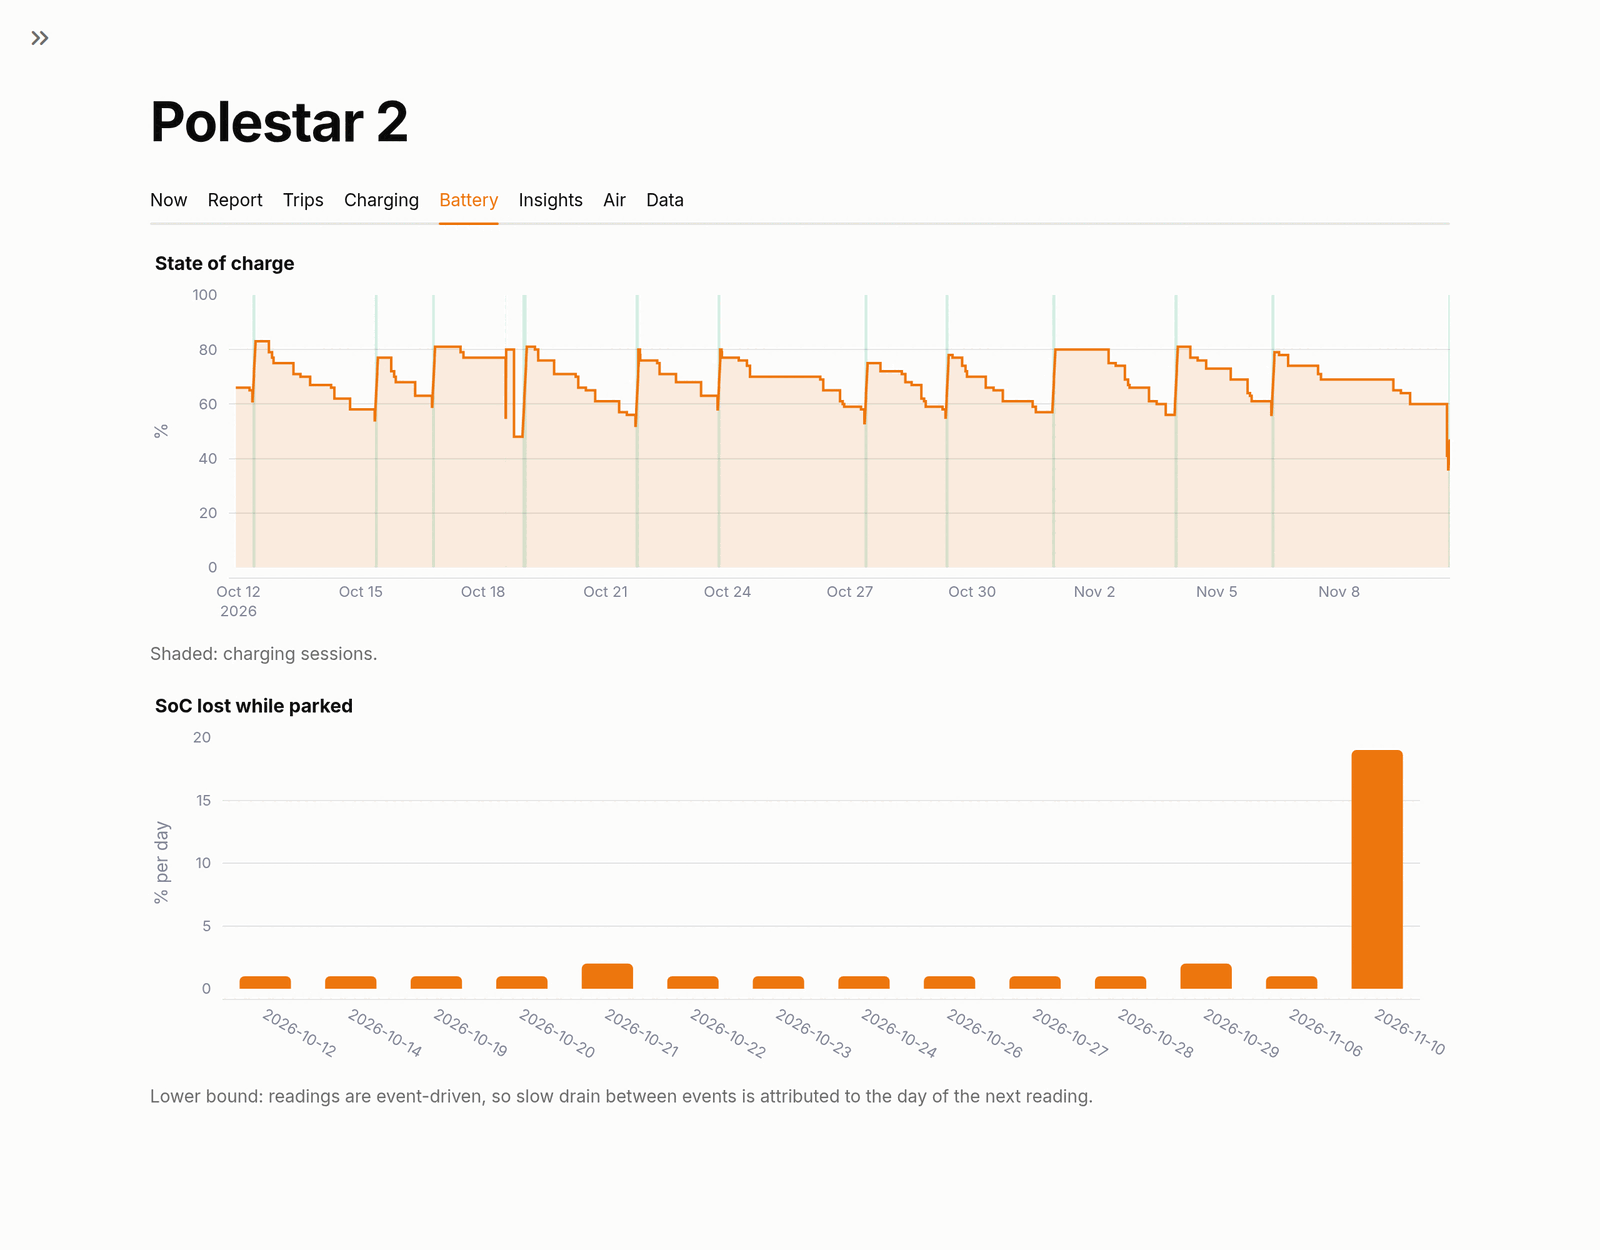 Polestar 2
Now Report Trips Charging Battery Insights Air Data
State of charge
100
80
60
40
20
0
%
Oct 12 Oct 15 Oct 18 Oct 21 Oct 24 Oct 27 Oct 30 Nov 2 Nov 5 Nov 8
2026
Shaded: charging sessions.
SoC lost while parked
20
15
10
5
0
% per day
2026-10-12 2026-10-14 2026-10-19 2026-10-20 2026-10-21 2026-10-22 2026-10-23 2026-10-24 2026-10-26 2026-10-27 2026-10-28 2026-10-29 2026-11-06 2026-11-10
Lower bound: readings are event-driven, so slow drain between events is attributed to the day of the next reading.